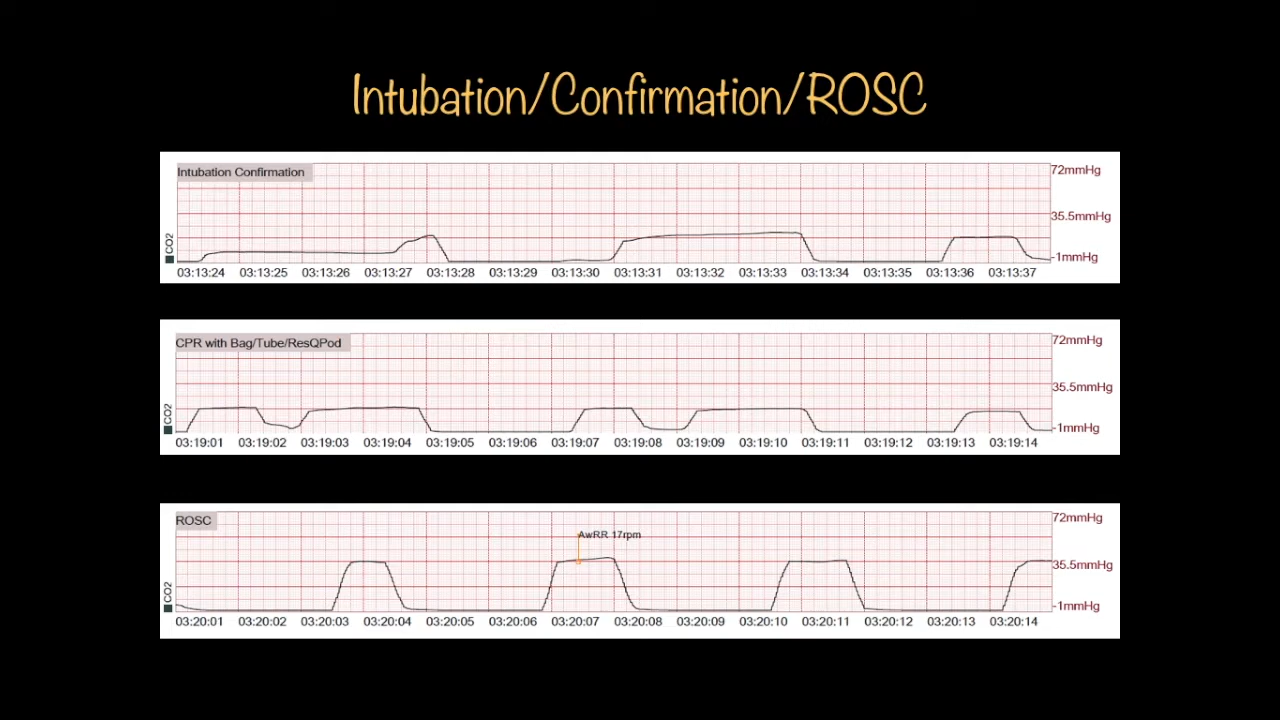 Intubation/Confirmation/ROSC
Intubation Confirmation
72mmHg
35.5mmHg
-1mmHg
CO2
03:13:24 03:13:25 03:13:26 03:13:27 03:13:28 03:13:29 03:13:30 03:13:31 03:13:32 03:13:33 03:13:34 03:13:35 03:13:36 03:13:37
CPR with Bag/Tube/ResQPod
72mmHg
35.5mmHg
-1mmHg
CO2
03:19:01 03:19:02 03:19:03 03:19:04 03:19:05 03:19:06 03:19:07 03:19:08 03:19:09 03:19:10 03:19:11 03:19:12 03:19:13 03:19:14
ROSC
72mmHg
AwRR 17rpm
35.5mmHg
-1mmHg
CO2
03:20:01 03:20:02 03:20:03 03:20:04 03:20:05 03:20:06 03:20:07 03:20:08 03:20:09 03:20:10 03:20:11 03:20:12 03:20:13 03:20:14